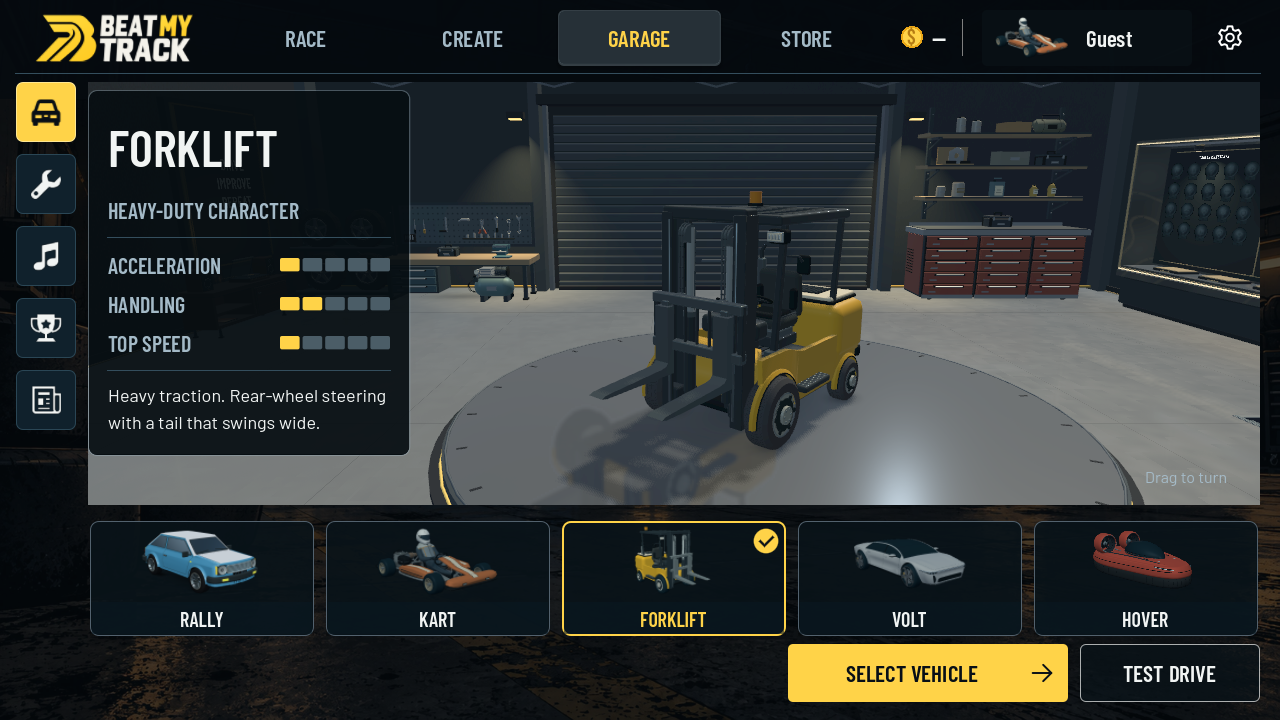 BEAT MY
TRACK
RACE
CREATE
GARAGE
STORE
–
Guest
FORKLIFT
IMPROVE
HEAVY-DUTY CHARACTER
ACCELERATION
HANDLING
TOP SPEED
Heavy traction. Rear-wheel steering
with a tail that swings wide.
Drag to turn
RALLY
KART
FORKLIFT
VOLT
HOVER
SELECT VEHICLE
TEST DRIVE